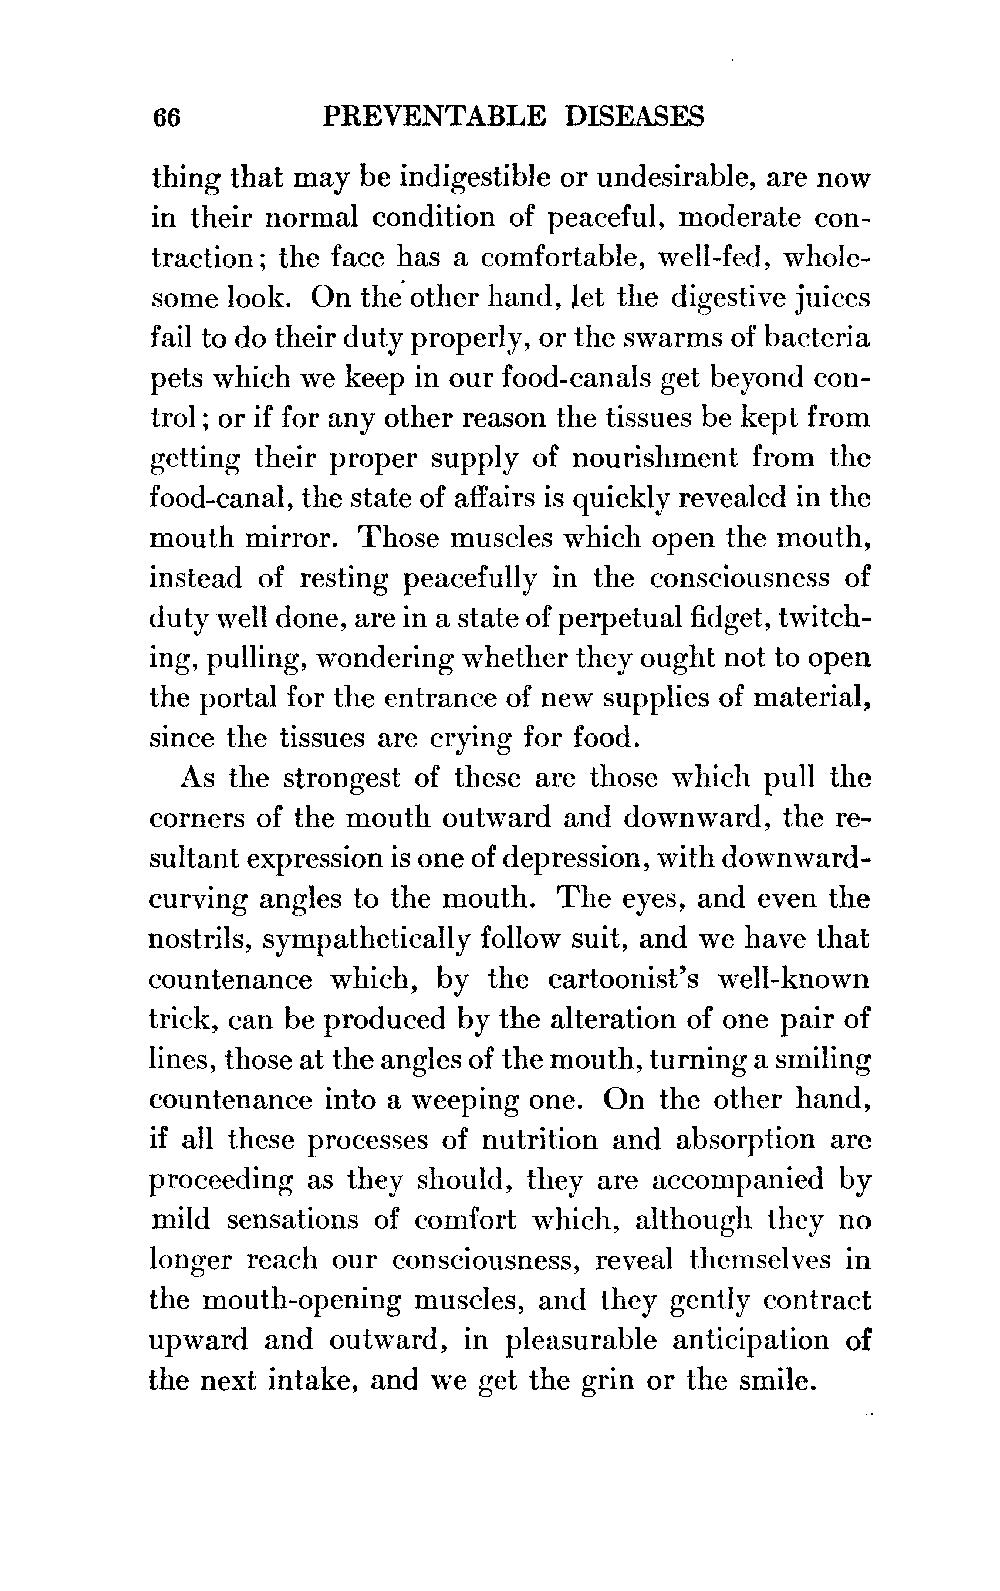 66 PREVENTABLE DISEASES
thing that may be indigestible or undesirable, are now
in their normal condition of peaceful, moderate con-
traction; the face has a comfortable, well-fed, whole-
some look. On the other hand, let the digestive juices
fail to do their duty properly, or the swarms of bacteria
pets which we keep in our food-canals get beyond con-
trol; or if for any other reason the tissues be kept from
getting their proper supply of nourishment from the
food-canal, the state of affairs is quickly revealed in the
mouth mirror. Those muscles which open the mouth,
instead of resting peacefully in the consciousness of
duty well done, are in a state of perpetual fidget, twitch-
ing, pulling, wondering whether they ought not to open
the portal for the entrance of new supplies of material,
since the tissues are crying for food.
As the strongest of these are those which pull the
corners of the mouth outward and downward, the re-
sultant expression is one of depression, with downward-
curving angles to the mouth. The eyes, and even the
nostrils, sympathetically follow suit, and we have that
countenance which, by the cartoonist's well-known
trick, can be produced by the alteration of one pair of
lines, those at the angles of the mouth, turning a smiling
countenance into a weeping one. On the other hand,
if all these processes of nutrition and absorption are
proceeding as they should, they are accompanied by
mild sensations of comfort which, although they no
longer reach our consciousness, reveal themselves in
the mouth-opening muscles, and they gently contract
upward and outward, in pleasurable anticipation of
the next intake, and we get the grin or the smile.